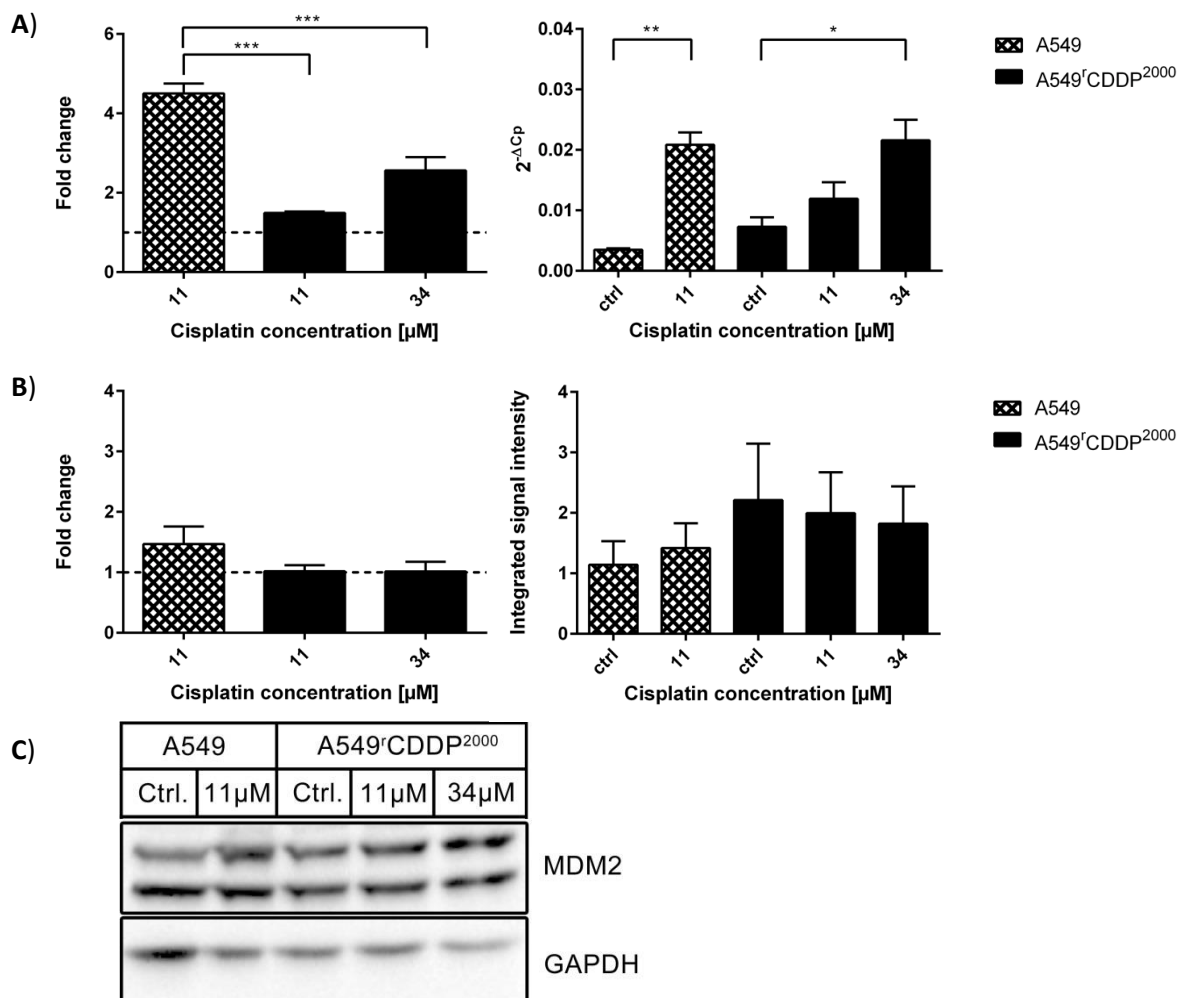 A)
***
***
Fold change
6
4
2
0
11
11
34
Cisplatin concentration [µM]
**
*
2^-ΔCp
0.04
0.03
0.02
0.01
0.00
ctrl
11
ctrl
11
34
Cisplatin concentration [µM]
A549
A549ʳCDDP²⁰⁰⁰
B)
Fold change
4
3
2
1
0
11
11
34
Cisplatin concentration [µM]
Integrated signal intensity
4
3
2
1
0
ctrl
11
ctrl
11
34
Cisplatin concentration [µM]
A549
A549ʳCDDP²⁰⁰⁰
C)
A549 A549ʳCDDP²⁰⁰⁰
Ctrl. 11µM Ctrl. 11µM 34µM
MDM2
GAPDH